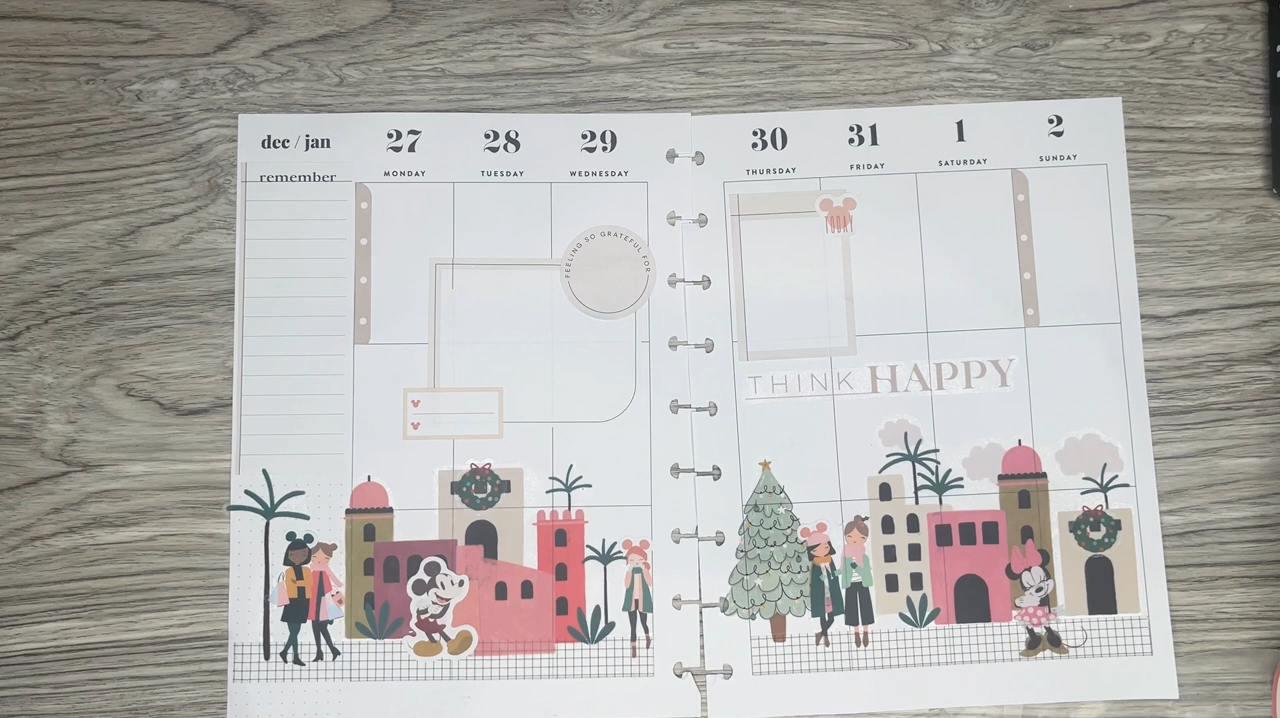 dec / jan
27
28
29
MONDAY
TUESDAY
WEDNESDAY
remember
FEELING SO GRATEFUL FOR
30
31
1
2
THURSDAY
FRIDAY
SATURDAY
SUNDAY
TODAY
THINK HAPPY